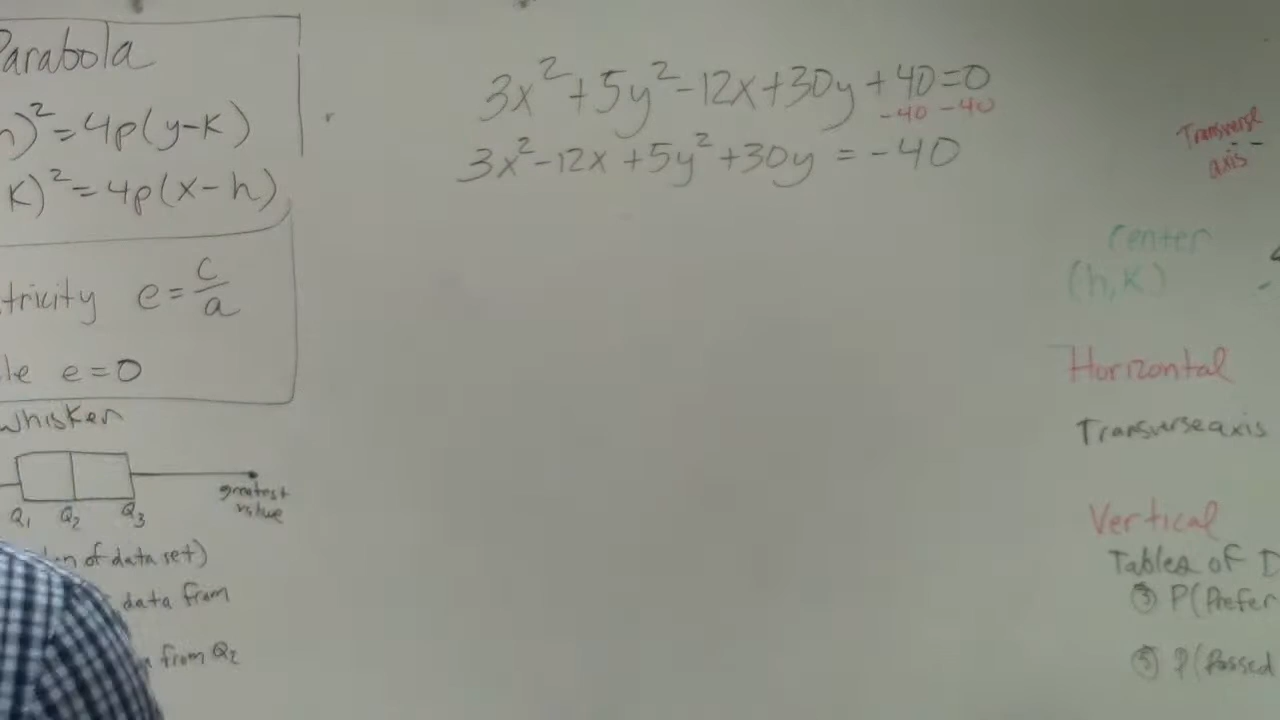 Parabola
h)²=4p(y-k)
k)²=4p(x-h)
tricity e=c/a
e=0
whisker
greatest
value
Q₁ Q₂ Q₃
of data set)
data from
from Q₂
3x²+5y²-12x+30y+40=0
-40 -40
3x²-12x+5y²+30y=-40
Transverse
axis
center
(h,k)
Horizontal
Transverse axis
Vertical
Tables of D
③ P(Prefer
⑤ P(Passed